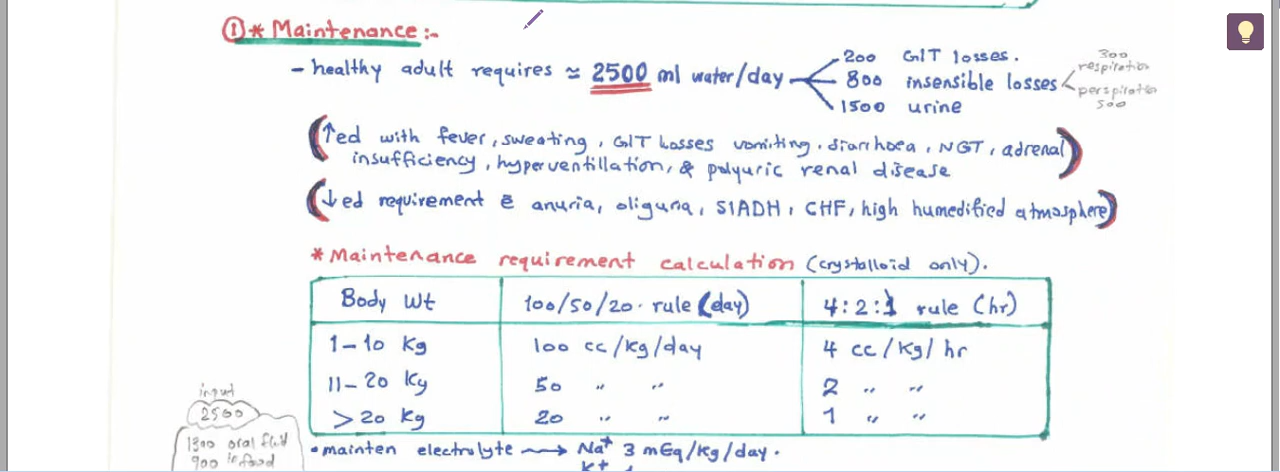 ①* Maintenance :-
- healthy adult requires ≈ 2500 ml water/day
200 GIT losses.
800 insensible losses
1500 urine
300
respiration
perspiration
500
(↑ed with fever, sweating, GIT Losses vomiting. diarrhoea, NGT, adrenal
insufficiency, hyperventillation, & polyuric renal disease
(↓ed requirement c̄ anuria, oliguria, SIADH, CHF, high humedified atmosphere)
* Maintenance requirement calculation (crystalloid only).
Body Wt 100/50/20. rule (day) 4:2:1 rule (hr)
1-10 Kg 100 cc/Kg/day 4 cc/Kg/hr
11-20 Kg 50 " " 2 " "
>20 Kg 20 " " 1 " "
input
2500
1300 oral fluid
900 in food
• mainten electrolyte → Na⁺ 3 mEq/Kg/day.
K+